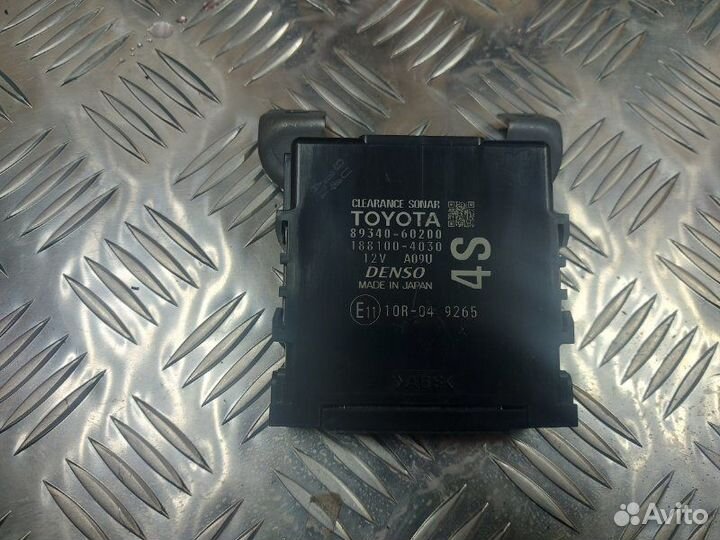 CLEARANCE SONAR
TOYOTA
89340-60200
188100-4030
12V A09U
DENSO
MADE IN JAPAN
4S
E11 10R-04 9265
>ABS<
Avito